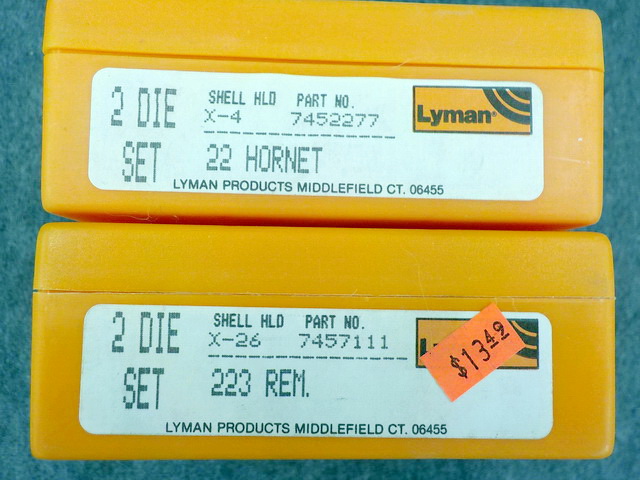 2 DIE SHELL HLD PART NO.
X-4 7452277
SET 22 HORNET
Lyman®
LYMAN PRODUCTS MIDDLEFIELD CT. 06455
2 DIE SHELL HLD PART NO.
X-26 7457111
SET 223 REM.
$13.49
LYMAN PRODUCTS MIDDLEFIELD CT. 06455